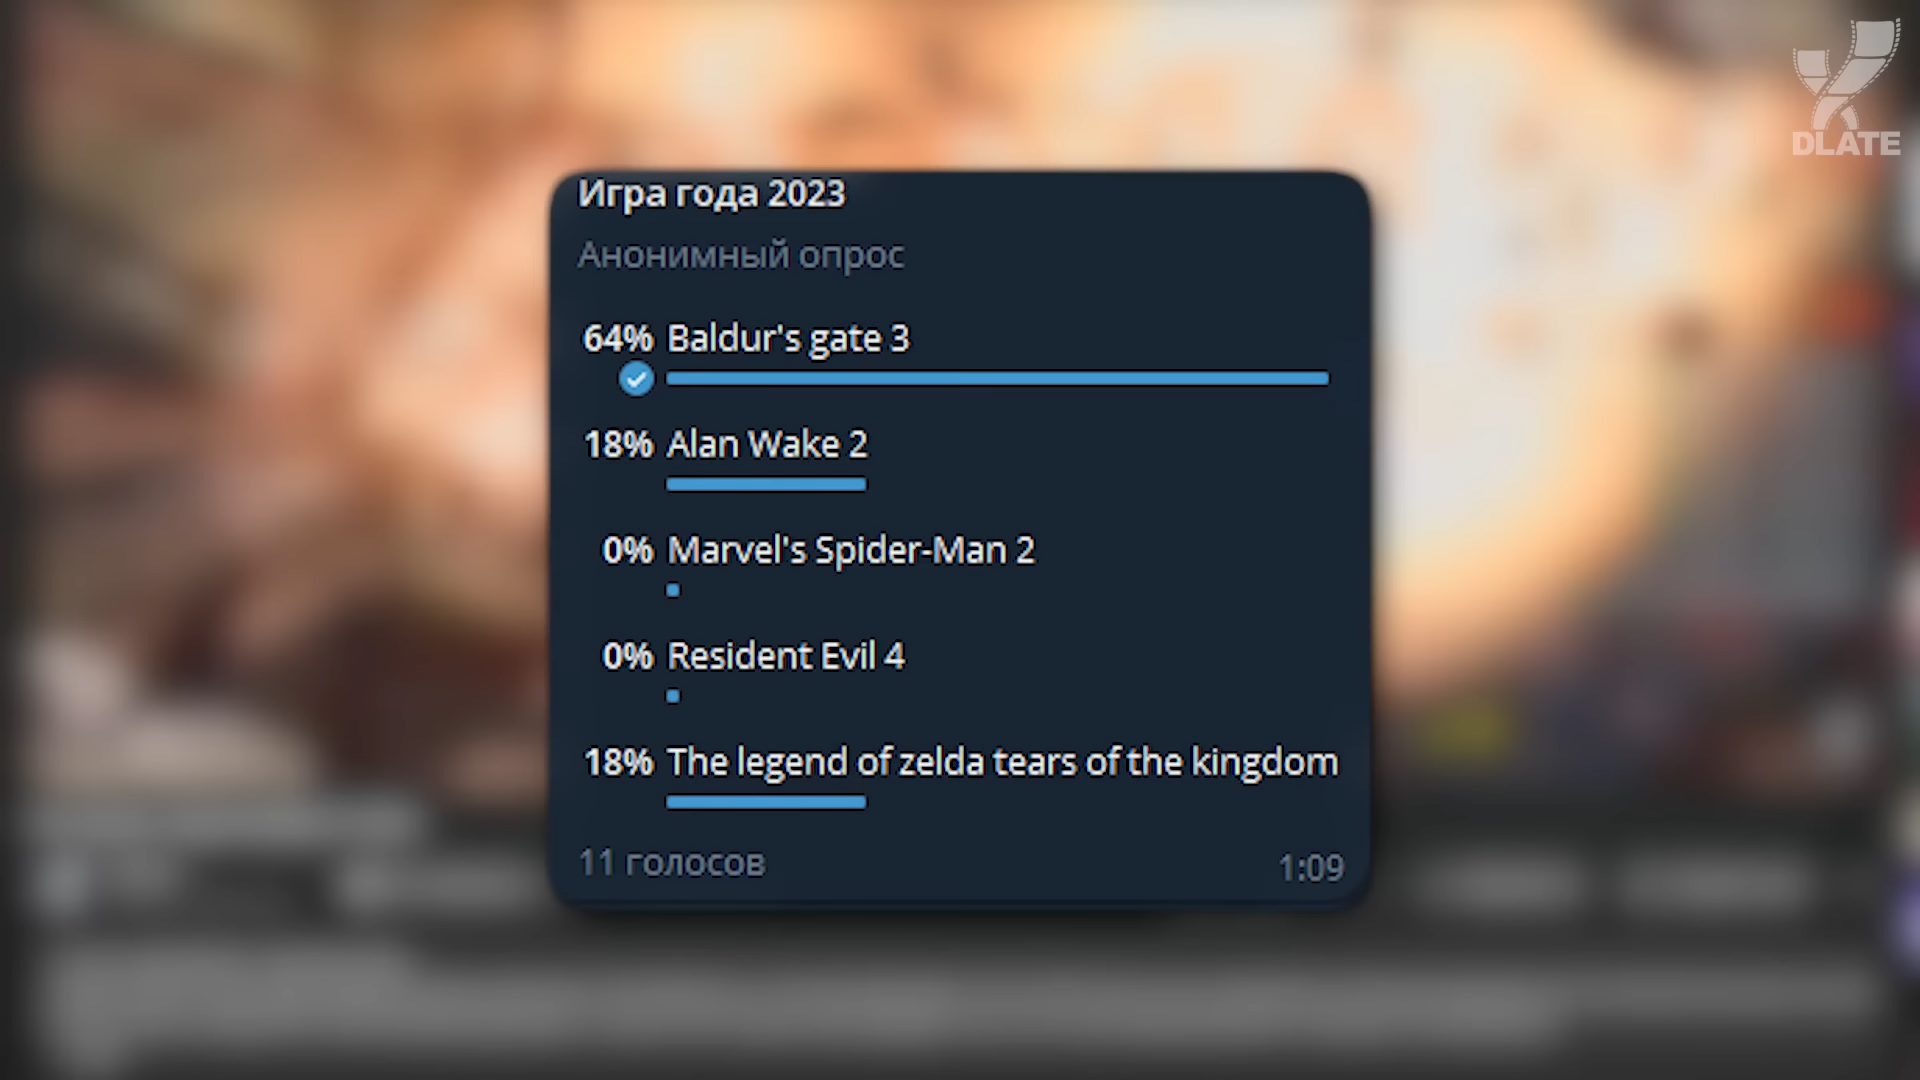 DLATE
Игра года 2023
Анонимный опрос
64% Baldur's gate 3
18% Alan Wake 2
0% Marvel's Spider-Man 2
0% Resident Evil 4
18% The legend of zelda tears of the kingdom
11 голосов 1:09